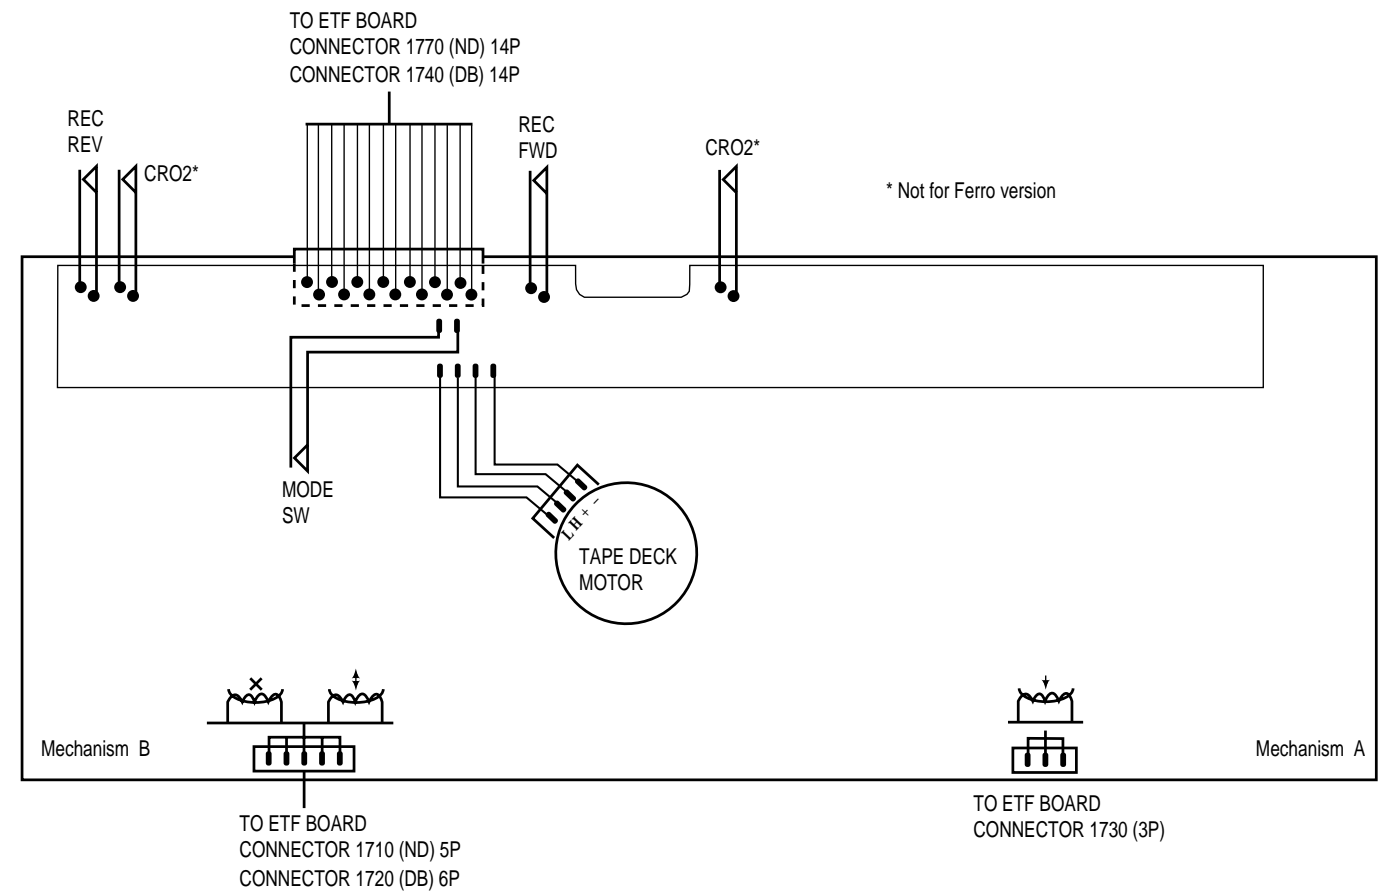 TO ETF BOARD
CONNECTOR 1770 (ND) 14P
CONNECTOR 1740 (DB) 14P
REC
REV
CRO2*
REC
FWD
CRO2*
* Not for Ferro version
MODE
SW
L H + -
TAPE DECK
MOTOR
Mechanism B
Mechanism A
TO ETF BOARD
CONNECTOR 1710 (ND) 5P
CONNECTOR 1720 (DB) 6P
TO ETF BOARD
CONNECTOR 1730 (3P)